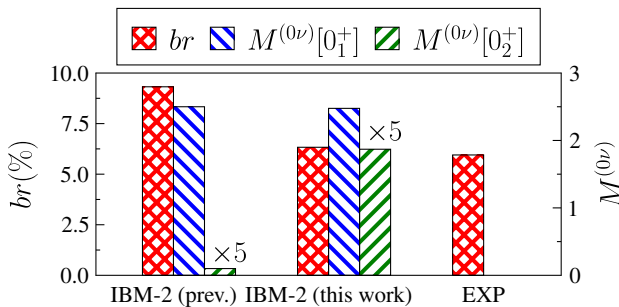 br M^{(0ν)}[0_1^+] M^{(0ν)}[0_2^+]
10.0
7.5
5.0
2.5
0.0
br(%)
×5
×5
3
2
1
0
M^{(0ν)}
IBM-2 (prev.) IBM-2 (this work) EXP